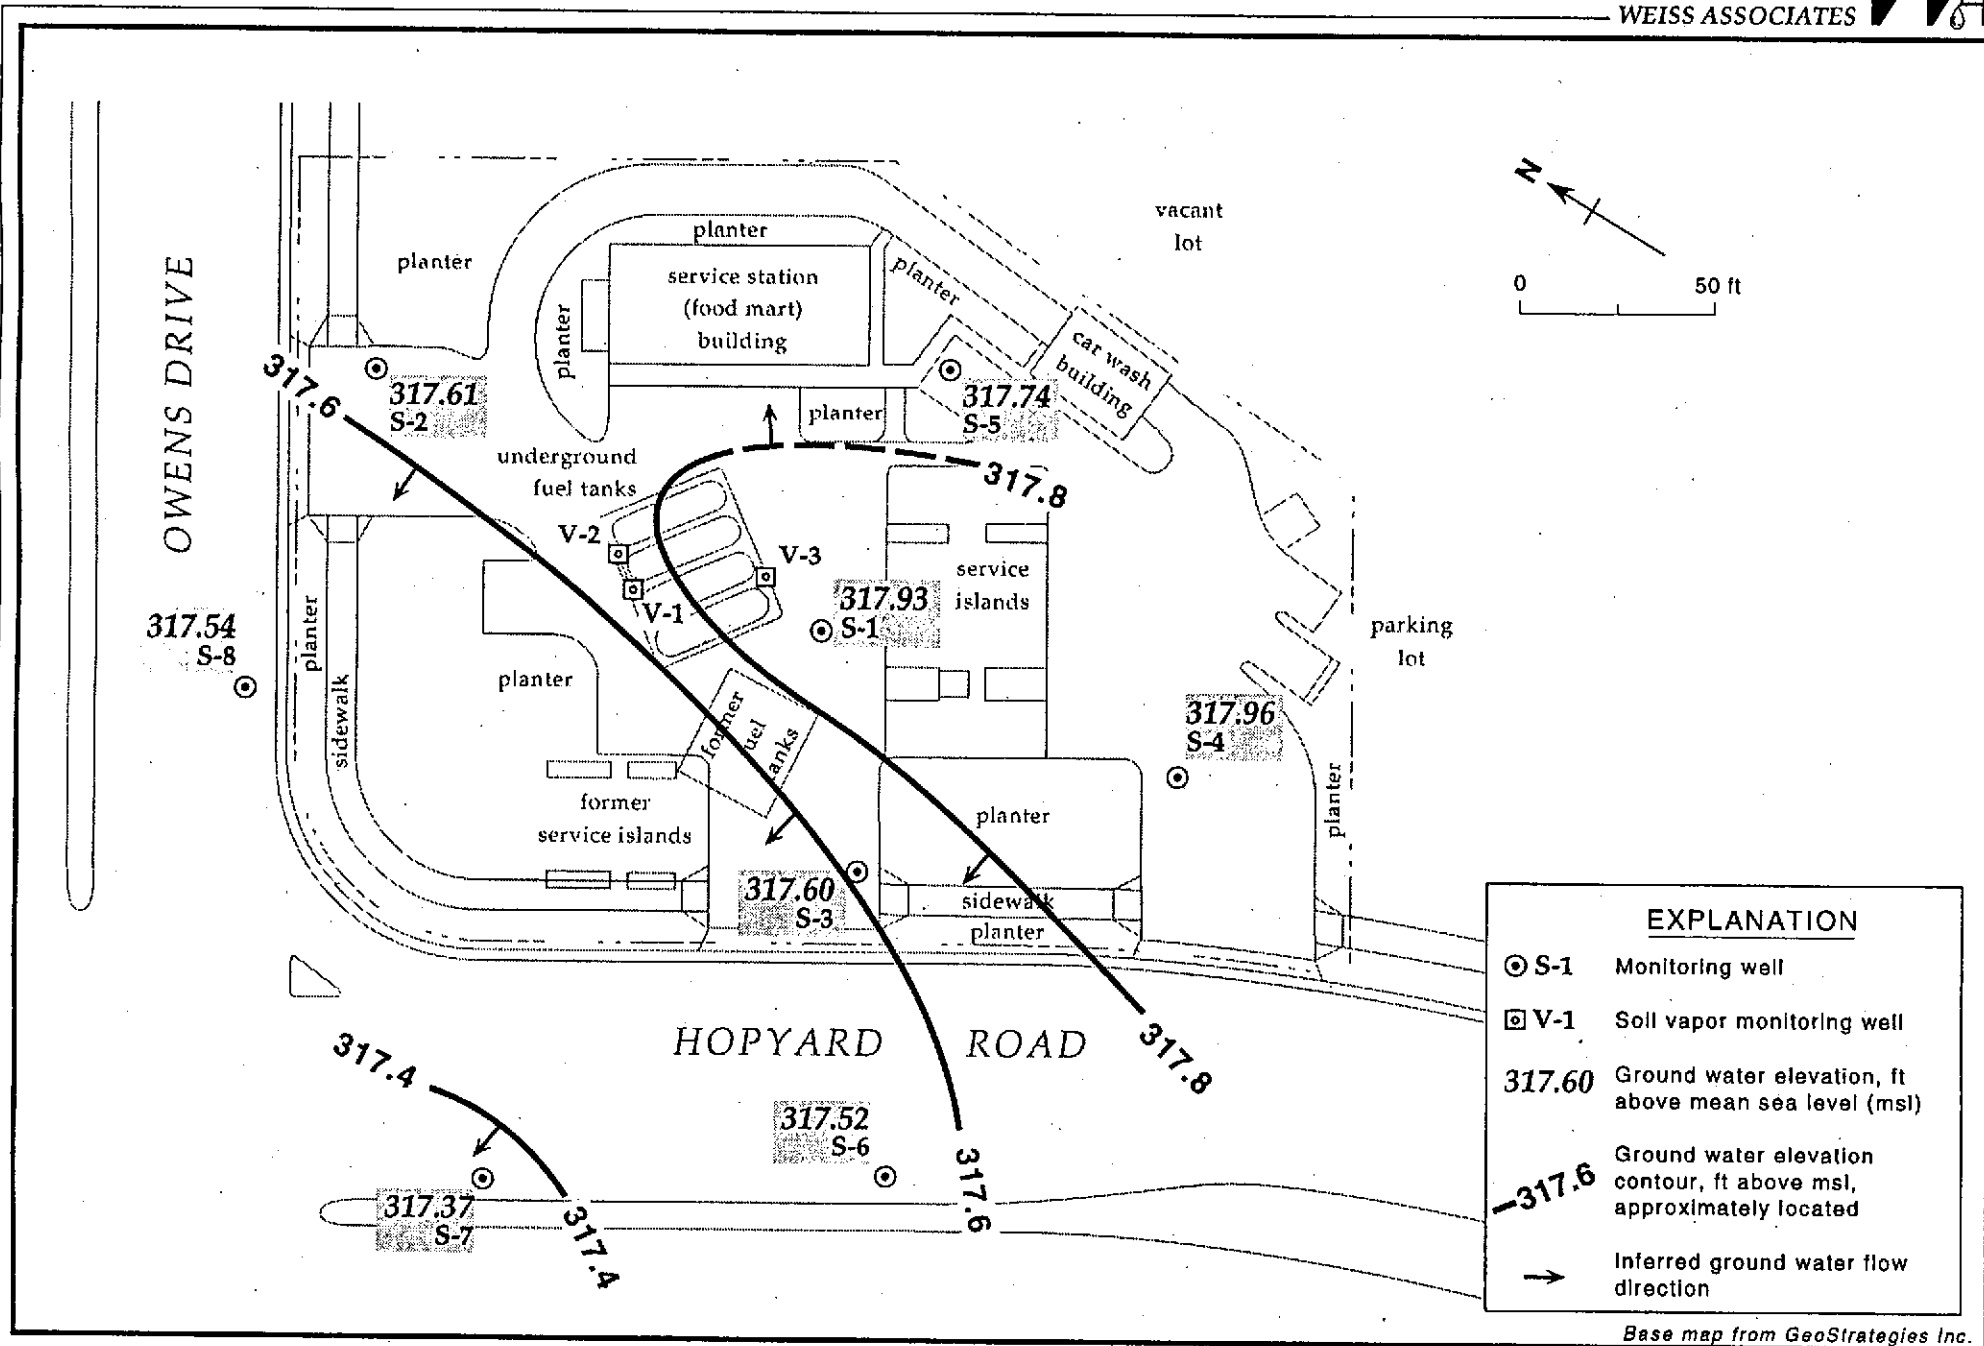 WEISS ASSOCIATES
OWENS DRIVE
planter
planter
service station
(food mart)
building
planter
planter
vacant
lot
N
0 50 ft
car wash
building
317.6
317.61
S-2
planter
317.74
S-5
317.8
underground
fuel tanks
V-2
V-3
V-1
317.93
S-1
service
islands
317.54
S-8
planter
sidewalk
planter
parking
lot
317.96
S-4
former
uel
anks
former
service islands
planter
planter
317.60
S-3
sidewalk
planter
HOPYARD ROAD
317.4
317.8
317.52
S-6
317.6
317.37
S-7
317.4
EXPLANATION
S-1 Monitoring well
V-1 Soil vapor monitoring well
317.60 Ground water elevation, ft
above mean sea level (msl)
317.6 Ground water elevation
contour, ft above msl,
approximately located
Inferred ground water flow
direction
Base map from GeoStrategies Inc.